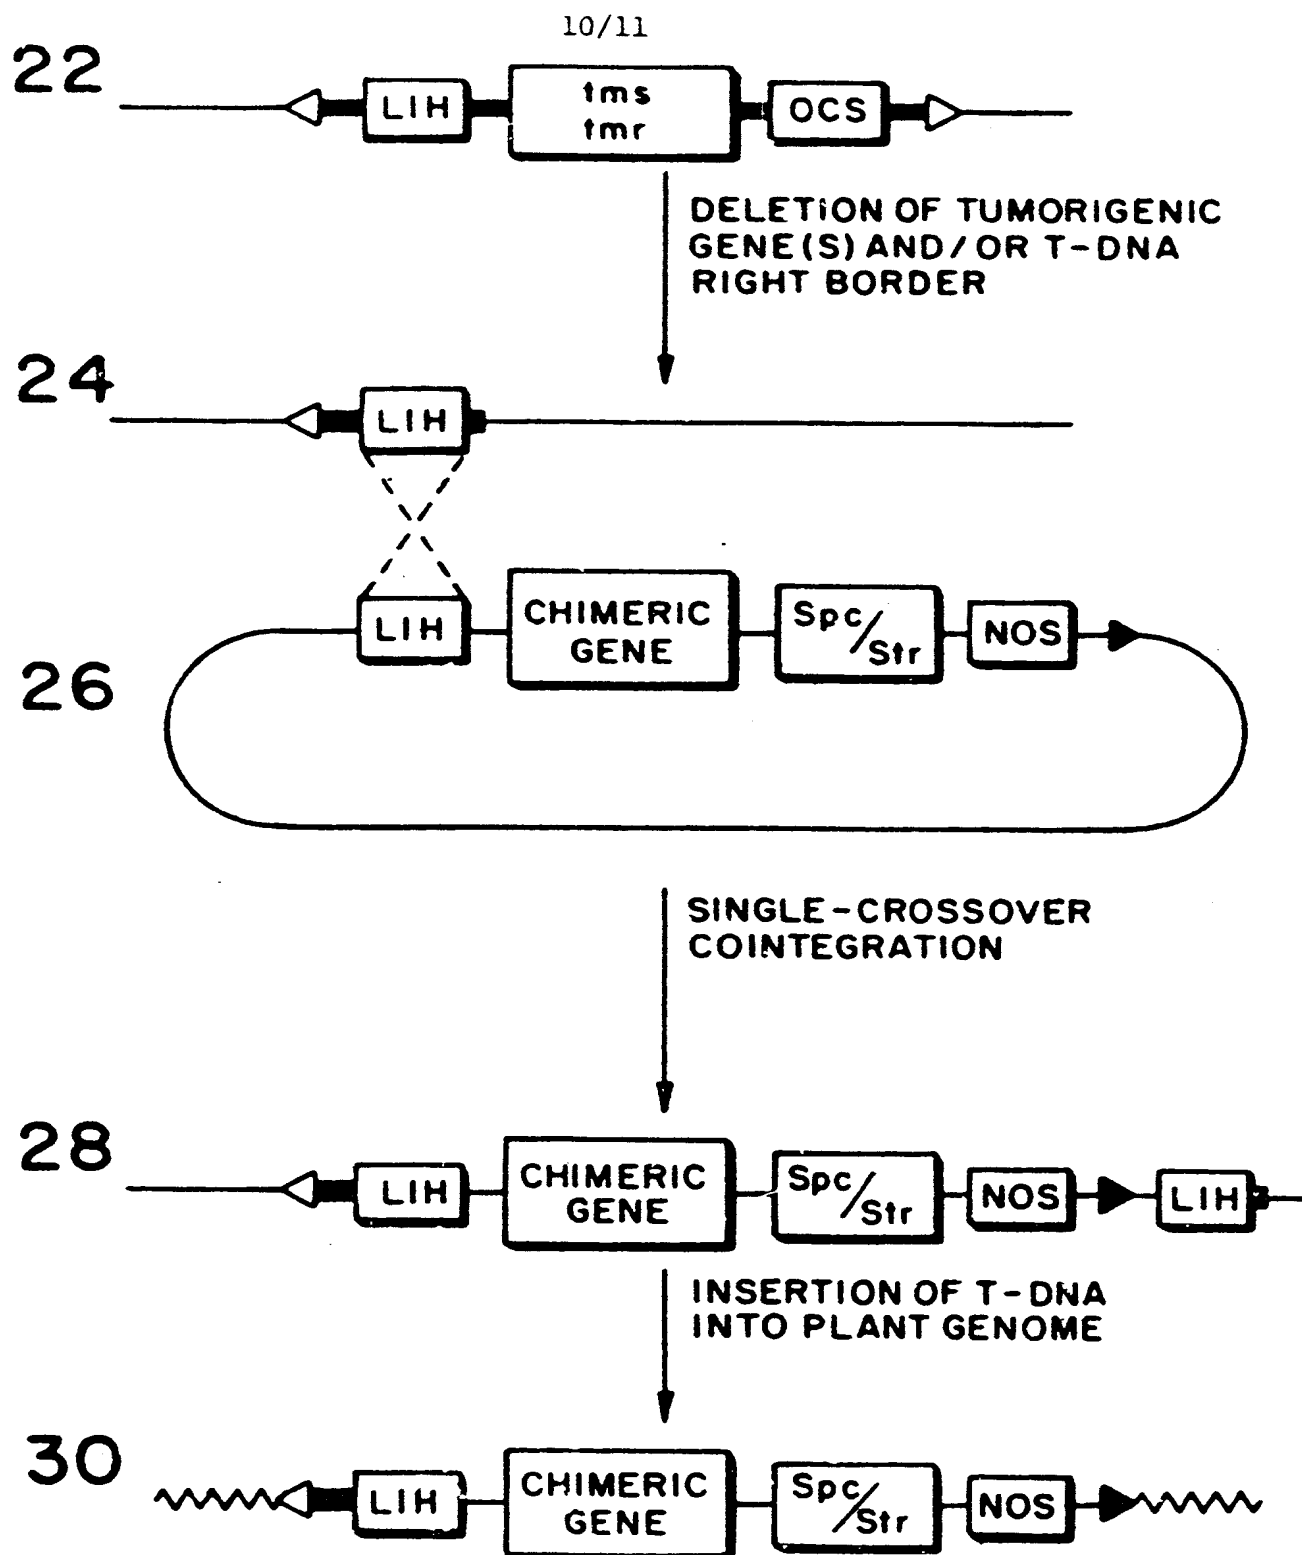 10/11
22
LIH
tms
tmr
OCS
DELETION OF TUMORIGENIC
GENE(S) AND/OR T-DNA
RIGHT BORDER
24
LIH
26
LIH
CHIMERIC
GENE
Spc/
Str
NOS
SINGLE-CROSSOVER
COINTEGRATION
28
LIH
CHIMERIC
GENE
Spc/
Str
NOS
LIH
INSERTION OF T-DNA
INTO PLANT GENOME
30
LIH
CHIMERIC
GENE
Spc/
Str
NOS